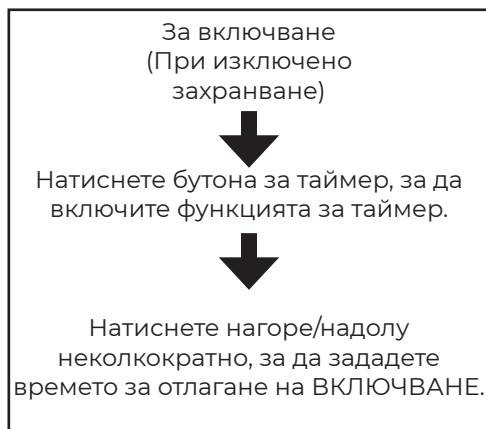 За включване
(При изключено
захранване)
Натиснете бутона за таймер, за да
включите функцията за таймер.
Натиснете нагоре/надолу
неколкократно, за да зададете
времето за отлагане на ВКЛЮЧВАНЕ.